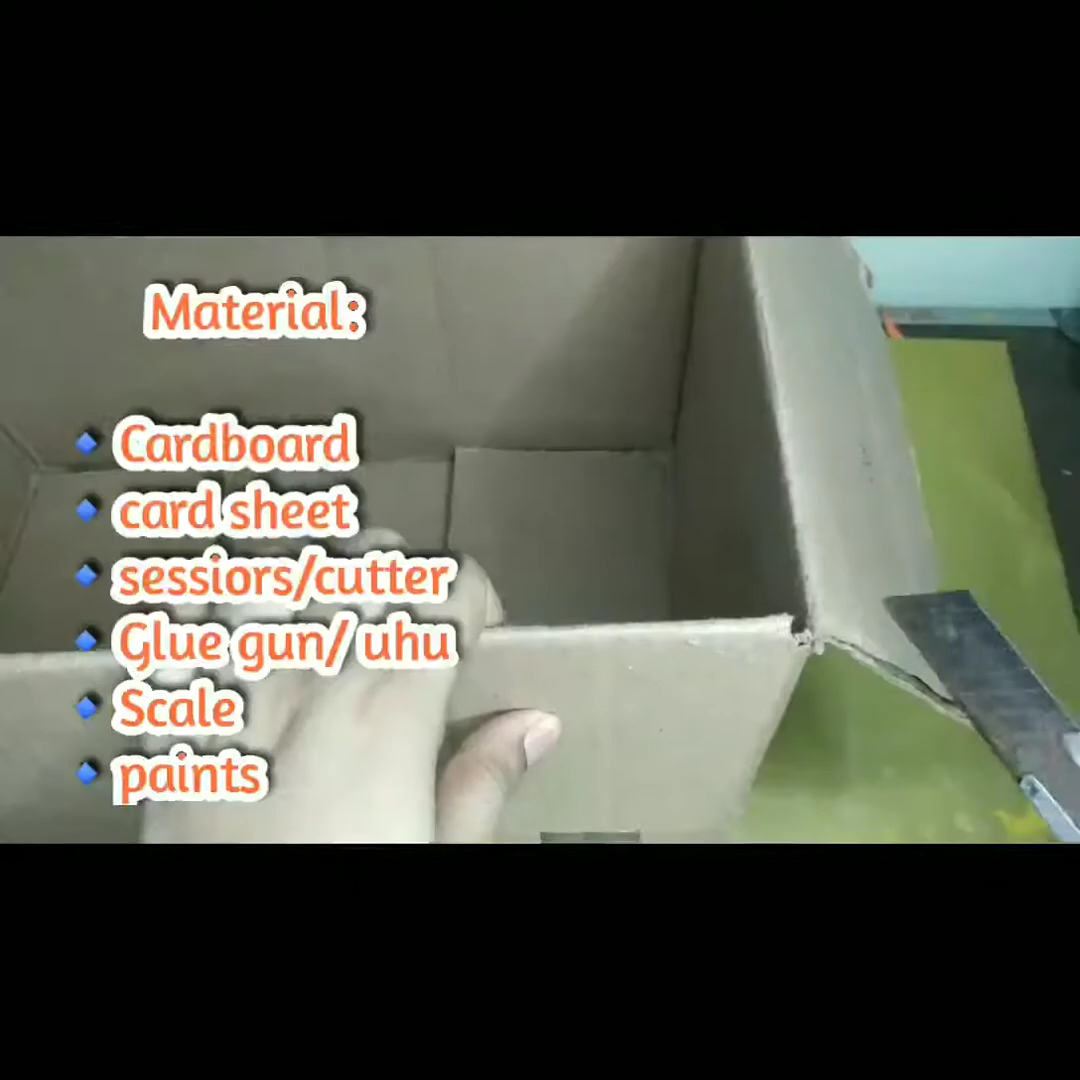 Material:
Cardboard
card sheet
sessiors/cutter
Glue gun/ uhu
Scale
paints